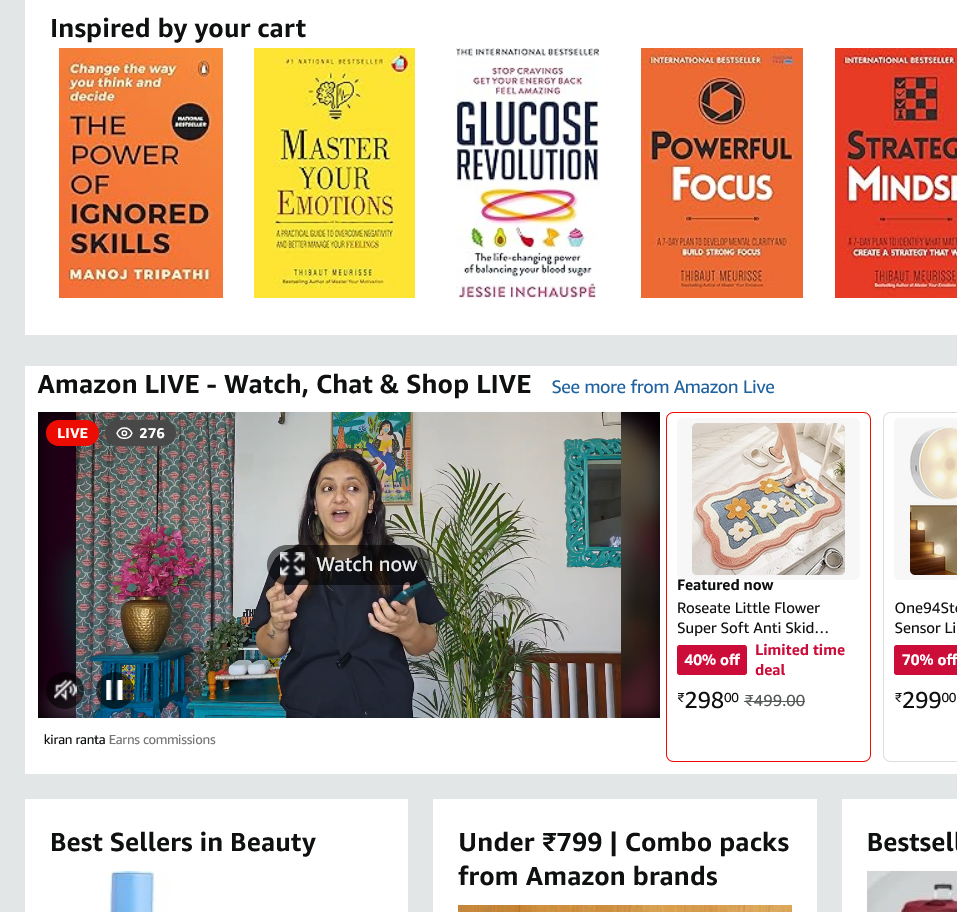 Inspired by your cart
Change the way
you think and
decide
NATIONAL
BESTSELLER
THE
POWER
OF
IGNORED
SKILLS
MANOJ TRIPATHI
#1 NATIONAL BESTSELLER
MASTER
YOUR
EMOTIONS
A PRACTICAL GUIDE TO OVERCOME NEGATIVITY
AND BETTER MANAGE YOUR FEELINGS
THIBAUT MEURISSE
Bestselling Author of Master Your Motivation
THE INTERNATIONAL BESTSELLER
STOP CRAVINGS
GET YOUR ENERGY BACK
FEEL AMAZING
GLUCOSE
REVOLUTION
The life-changing power
of balancing your blood sugar
JESSIE INCHAUSPÉ
INTERNATIONAL BESTSELLER
POWERFUL
FOCUS
A 7-DAY PLAN TO DEVELOP MENTAL CLARITY AND
BUILD STRONG FOCUS
THIBAUT MEURISSE
Bestselling Author of Master Your Emotions
INTERNATIONAL BESTSELLER
STRATEG
MINDSE
A 7-DAY PLAN TO IDENTIFY WHAT MAT
CREATE A STRATEGY THAT W
THIBAUT MEURISSE
Bestselling Author of Master Your Emotions
Amazon LIVE - Watch, Chat & Shop LIVE See more from Amazon Live
LIVE 276
Watch now
kiran ranta Earns commissions
Featured now
Roseate Little Flower
Super Soft Anti Skid...
40% off Limited time
deal
₹29800 ₹499.00
One94Sto
Sensor Li
70% off
₹29900
Best Sellers in Beauty
Under ₹799 | Combo packs
from Amazon brands
Bestsell